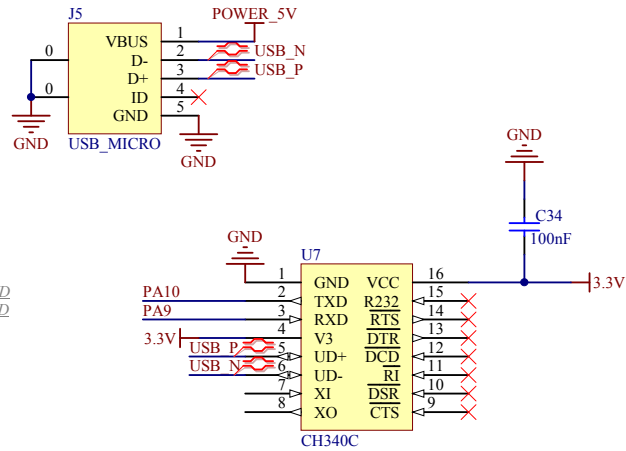 J5
POWER_5V
0 VBUS 1
D- 2 USB_N
D+ 3 USB_P
0 ID 4
GND 5
GND USB_MICRO GND
GND
C34
100nF
GND U7
1 GND VCC 16 3.3V
PA10 2 TXD R232 15
PA9 3 RXD RTS 14
3.3V 4 V3 DTR 13
USB_P 5 UD+ DCD 12
USB_N 6 UD- RI 11
7 XI DSR 10
8 XO CTS 9
CH340C
D
D